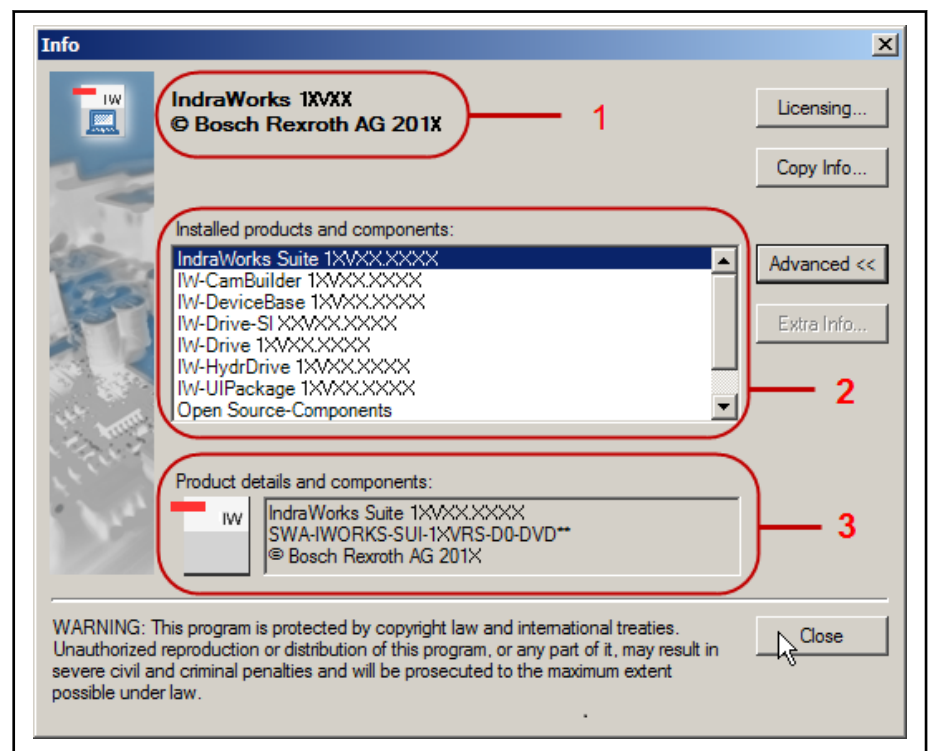 Info
IW
IndraWorks 1XVXX
© Bosch Rexroth AG 201X
1
Licensing...
Copy Info...
Installed products and components:
IndraWorks Suite 1XVXX.XXXX
IW-CamBuilder 1XVXX.XXXX
IW-DeviceBase 1XVXX.XXXX
IW-Drive-SI XXVXX.XXXX
IW-Drive 1XVXX.XXXX
IW-HydrDrive 1XVXX.XXXX
IW-UIPackage 1XVXX.XXXX
Open Source-Components
Advanced <<
Extra Info...
2
Product details and components:
IW
IndraWorks Suite 1XVXX.XXXX
SWA-IWORKS-SUI-1XVRS-D0-DVD**
© Bosch Rexroth AG 201X
3
WARNING: This program is protected by copyright law and international treaties.
Unauthorized reproduction or distribution of this program, or any part of it, may result in
severe civil and criminal penalties and will be prosecuted to the maximum extent
possible under law.
Close